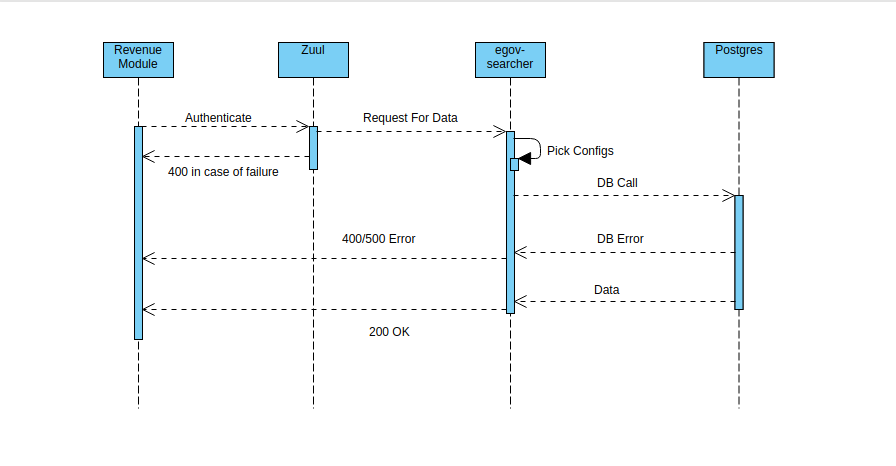 Revenue
Module
Zuul
egov-
searcher
Postgres
Authenticate
Request For Data
Pick Configs
400 in case of failure
DB Call
400/500 Error
DB Error
Data
200 OK